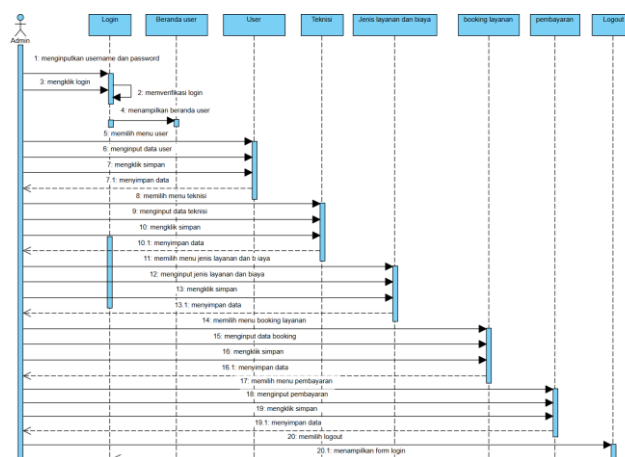 Login
Beranda user
User
Teknisi
Jenis layanan dan biaya
booking layanan
pembayaran
Logout
Admin
1: menginputkan username dan password
3: mengklik login
2: memverifikasi login
4: menampilkan beranda user
5: memilih menu user
6: menginput data user
7: mengklik simpan
7.1: menyimpan data
8: memilih menu teknisi
9: menginput data teknisi
10: mengklik simpan
10.1: menyimpan data
11: memilih menu jenis layanan dan biaya
12: menginput jenis layanan dan biaya
13: mengklik simpan
13.1: menyimpan data
14: memilih menu booking layanan
15: menginput data booking
16: mengklik simpan
16.1: menyimpan data
17: memilih menu pembayaran
18: menginput pembayaran
19: mengklik simpan
19.1: menyimpan data
20: memilih logout
20.1: menampilkan form login